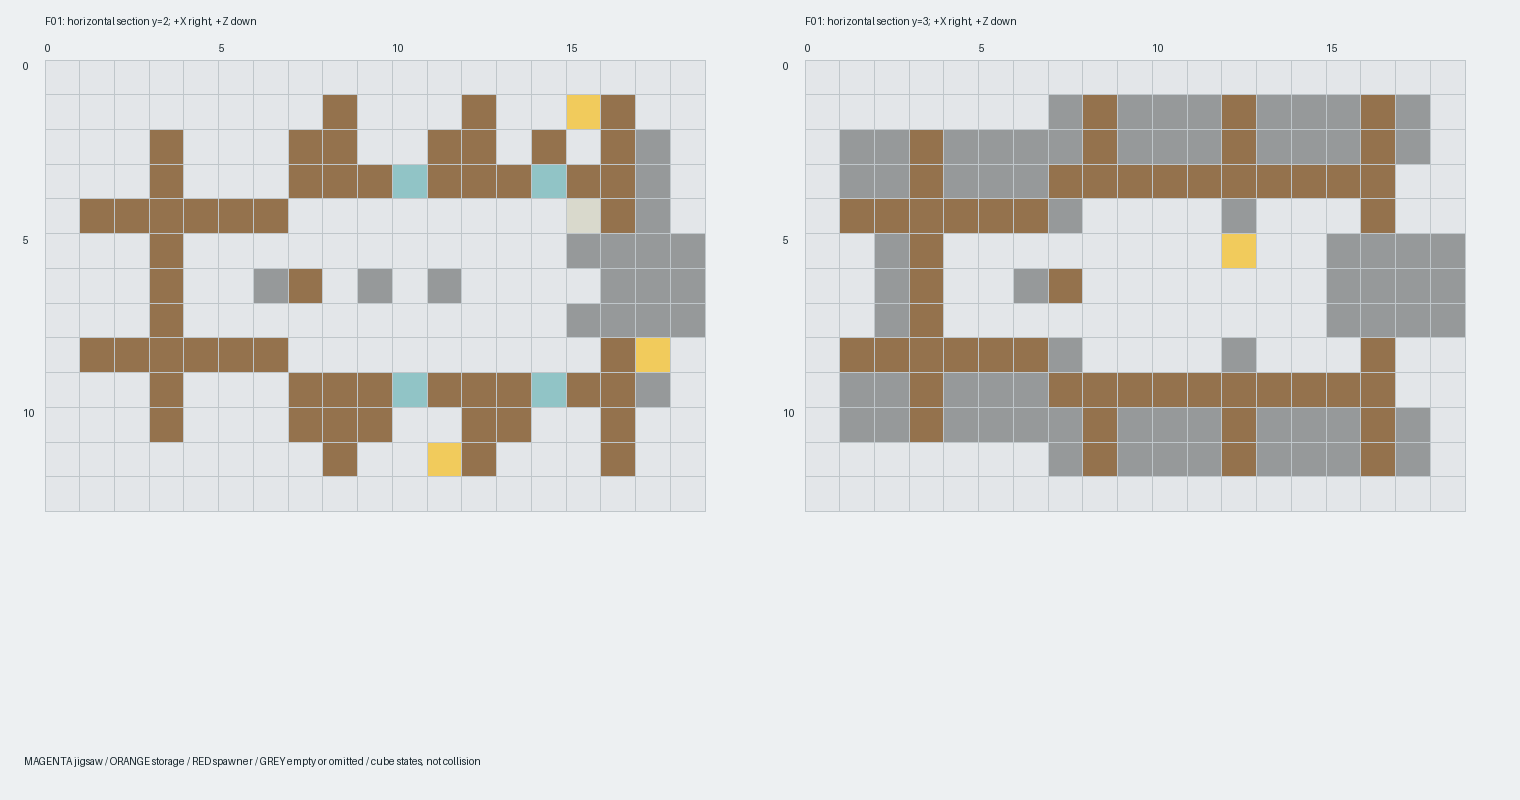 F01: horizontal section y=2; +X right, +Z down
F01: horizontal section y=3; +X right, +Z down
0 5 10 15
0 5 10 15
0
0
5
5
10
10
MAGENTA jigsaw / ORANGE storage / RED spawner / GREY empty or omitted / cube states, not collision